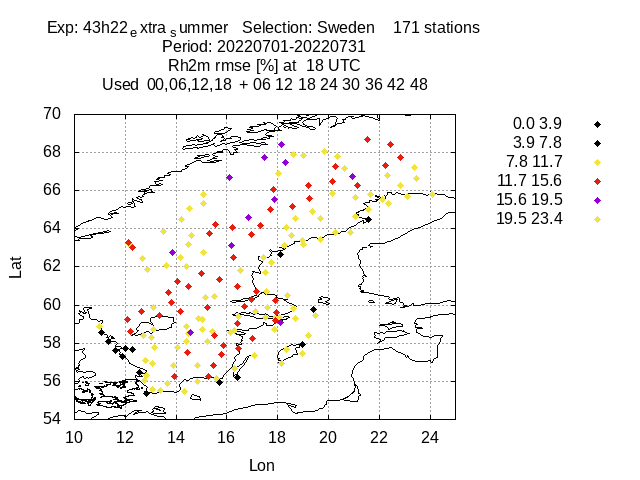 Exp: 43h22extrasummer Selection: Sweden 171 stations
Period: 20220701-20220731
Rh2m rmse [%] at 18 UTC
Used 00,06,12,18 + 06 12 18 24 30 36 42 48
70
68
66
64
62
60
58
56
54
Lat
10 12 14 16 18 20 22 24
Lon
0.0 3.9
3.9 7.8
7.8 11.7
11.7 15.6
15.6 19.5
19.5 23.4